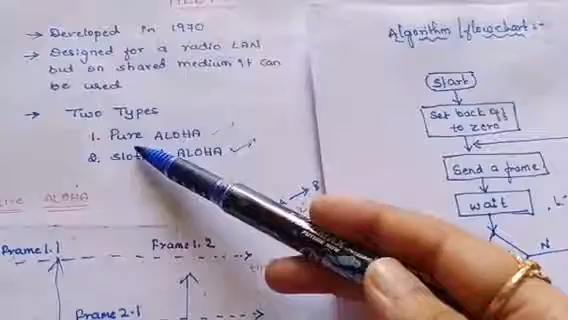 → Developed in 1970
→ Designed for a radio LAN
but on shared medium it can
be used
→ Two Types
1. Pure ALOHA
2. ALOHA
ALOHA
Frame 1.1
Frame 1.2
Frame 2.1
Algorithm / flowchart :-
Start
Set back off
to zero
Send a frame
wait
N
A
B